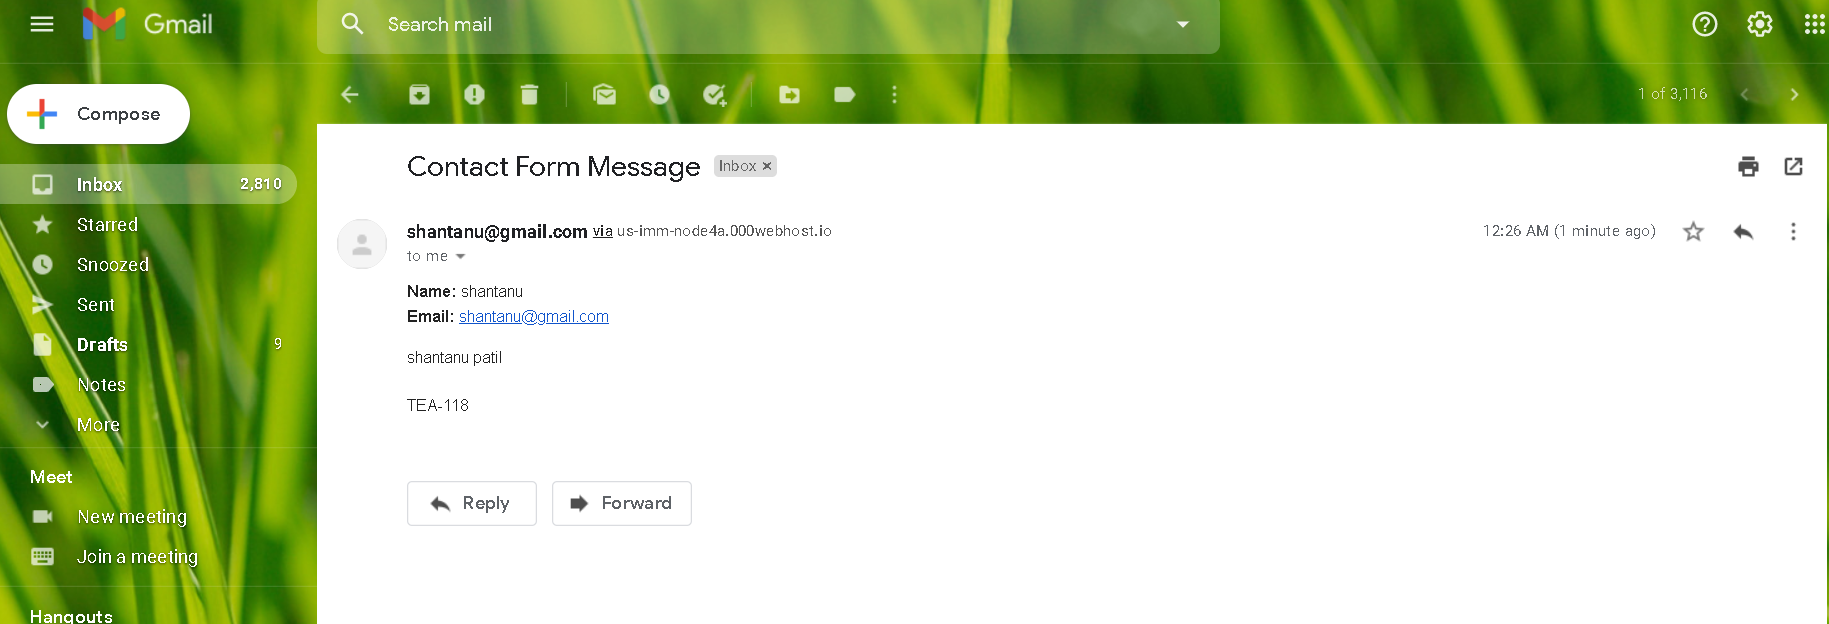 Gmail
Search mail
Compose
1 of 3,116
Inbox 2,810
Starred
Snoozed
Sent
Drafts 9
Notes
More
Meet
New meeting
Join a meeting
Hangouts
Contact Form Message Inbox ×
shantanu@gmail.com via us-imm-node4a.000webhost.io 12:26 AM (1 minute ago)
to me
Name: shantanu
Email: shantanu@gmail.com
shantanu patil
TEA-118
Reply Forward